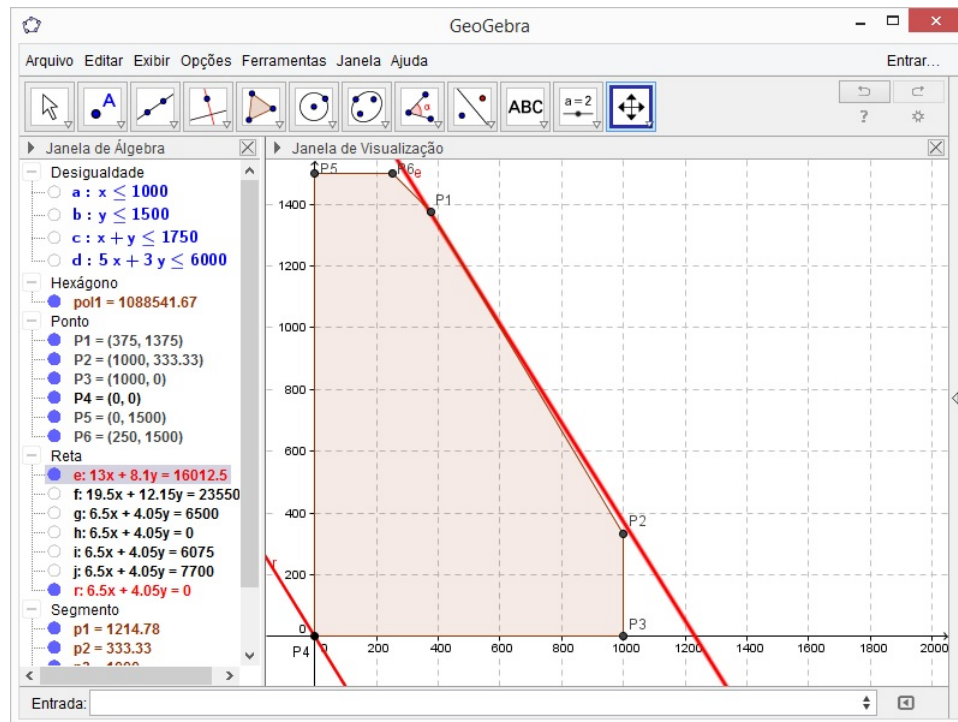 GeoGebra
Arquivo Editar Exibir Opções Ferramentas Janela Ajuda
Entrar...
A
α
ABC
a = 2
?
Janela de Álgebra
Desigualdade
a : x ≤ 1000
b : y ≤ 1500
c : x + y ≤ 1750
d : 5 x + 3 y ≤ 6000
Hexágono
pol1 = 1088541.67
Ponto
P1 = (375, 1375)
P2 = (1000, 333.33)
P3 = (1000, 0)
P4 = (0, 0)
P5 = (0, 1500)
P6 = (250, 1500)
Reta
e: 13x + 8.1y = 16012.5
f: 19.5x + 12.15y = 23550
g: 6.5x + 4.05y = 6500
h: 6.5x + 4.05y = 0
i: 6.5x + 4.05y = 6075
j: 6.5x + 4.05y = 7700
r: 6.5x + 4.05y = 0
Segmento
p1 = 1214.78
p2 = 333.33
Janela de Visualização
P5 P6 e
P1
1400
1200
1000
800
600
400
P2
200
r
0
P3
P4
0 200 400 600 800 1000 1200 1400 1600 1800 2000
Entrada: